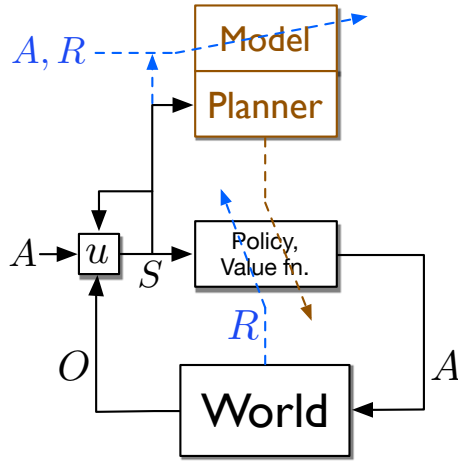 Model
A, R
Planner
Policy,
A
u
Value fn.
S
R
O
A
World